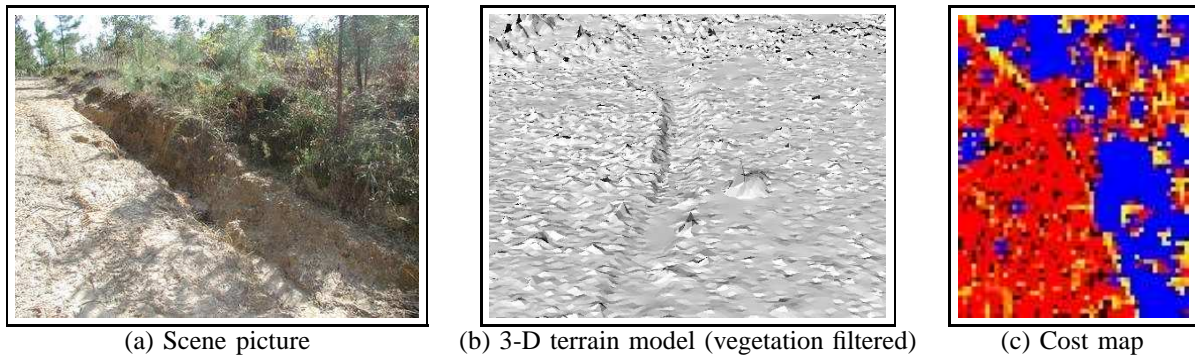 (a) Scene picture
(b) 3-D terrain model (vegetation filtered)
(c) Cost map